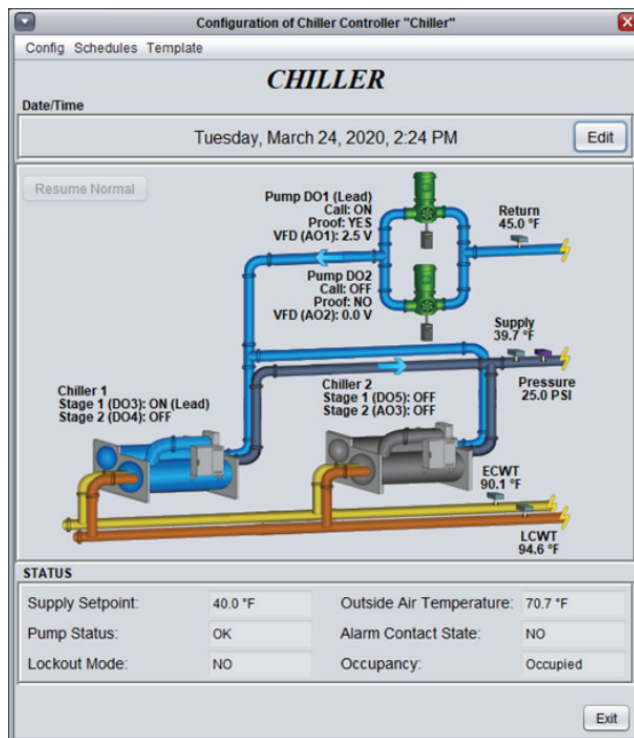 Configuration of Chiller Controller "Chiller"
Config Schedules Template
CHILLER
Date/Time
Tuesday, March 24, 2020, 2:24 PM
Edit
Resume Normal
Pump DO1 (Lead)
Call: ON
Proof: YES
VFD (AO1): 2.5 V
Return
45.0 °F
Pump DO2
Call: OFF
Proof: NO
VFD (AO2): 0.0 V
Supply
39.7 °F
Pressure
25.0 PSI
Chiller 1
Stage 1 (DO3): ON (Lead)
Stage 2 (DO4): OFF
Chiller 2
Stage 1 (DO5): OFF
Stage 2 (AO3): OFF
ECWT
90.1 °F
LCWT
94.6 °F
STATUS
Supply Setpoint: 40.0 °F Outside Air Temperature: 70.7 °F
Pump Status: OK Alarm Contact State: NO
Lockout Mode: NO Occupancy: Occupied
Exit